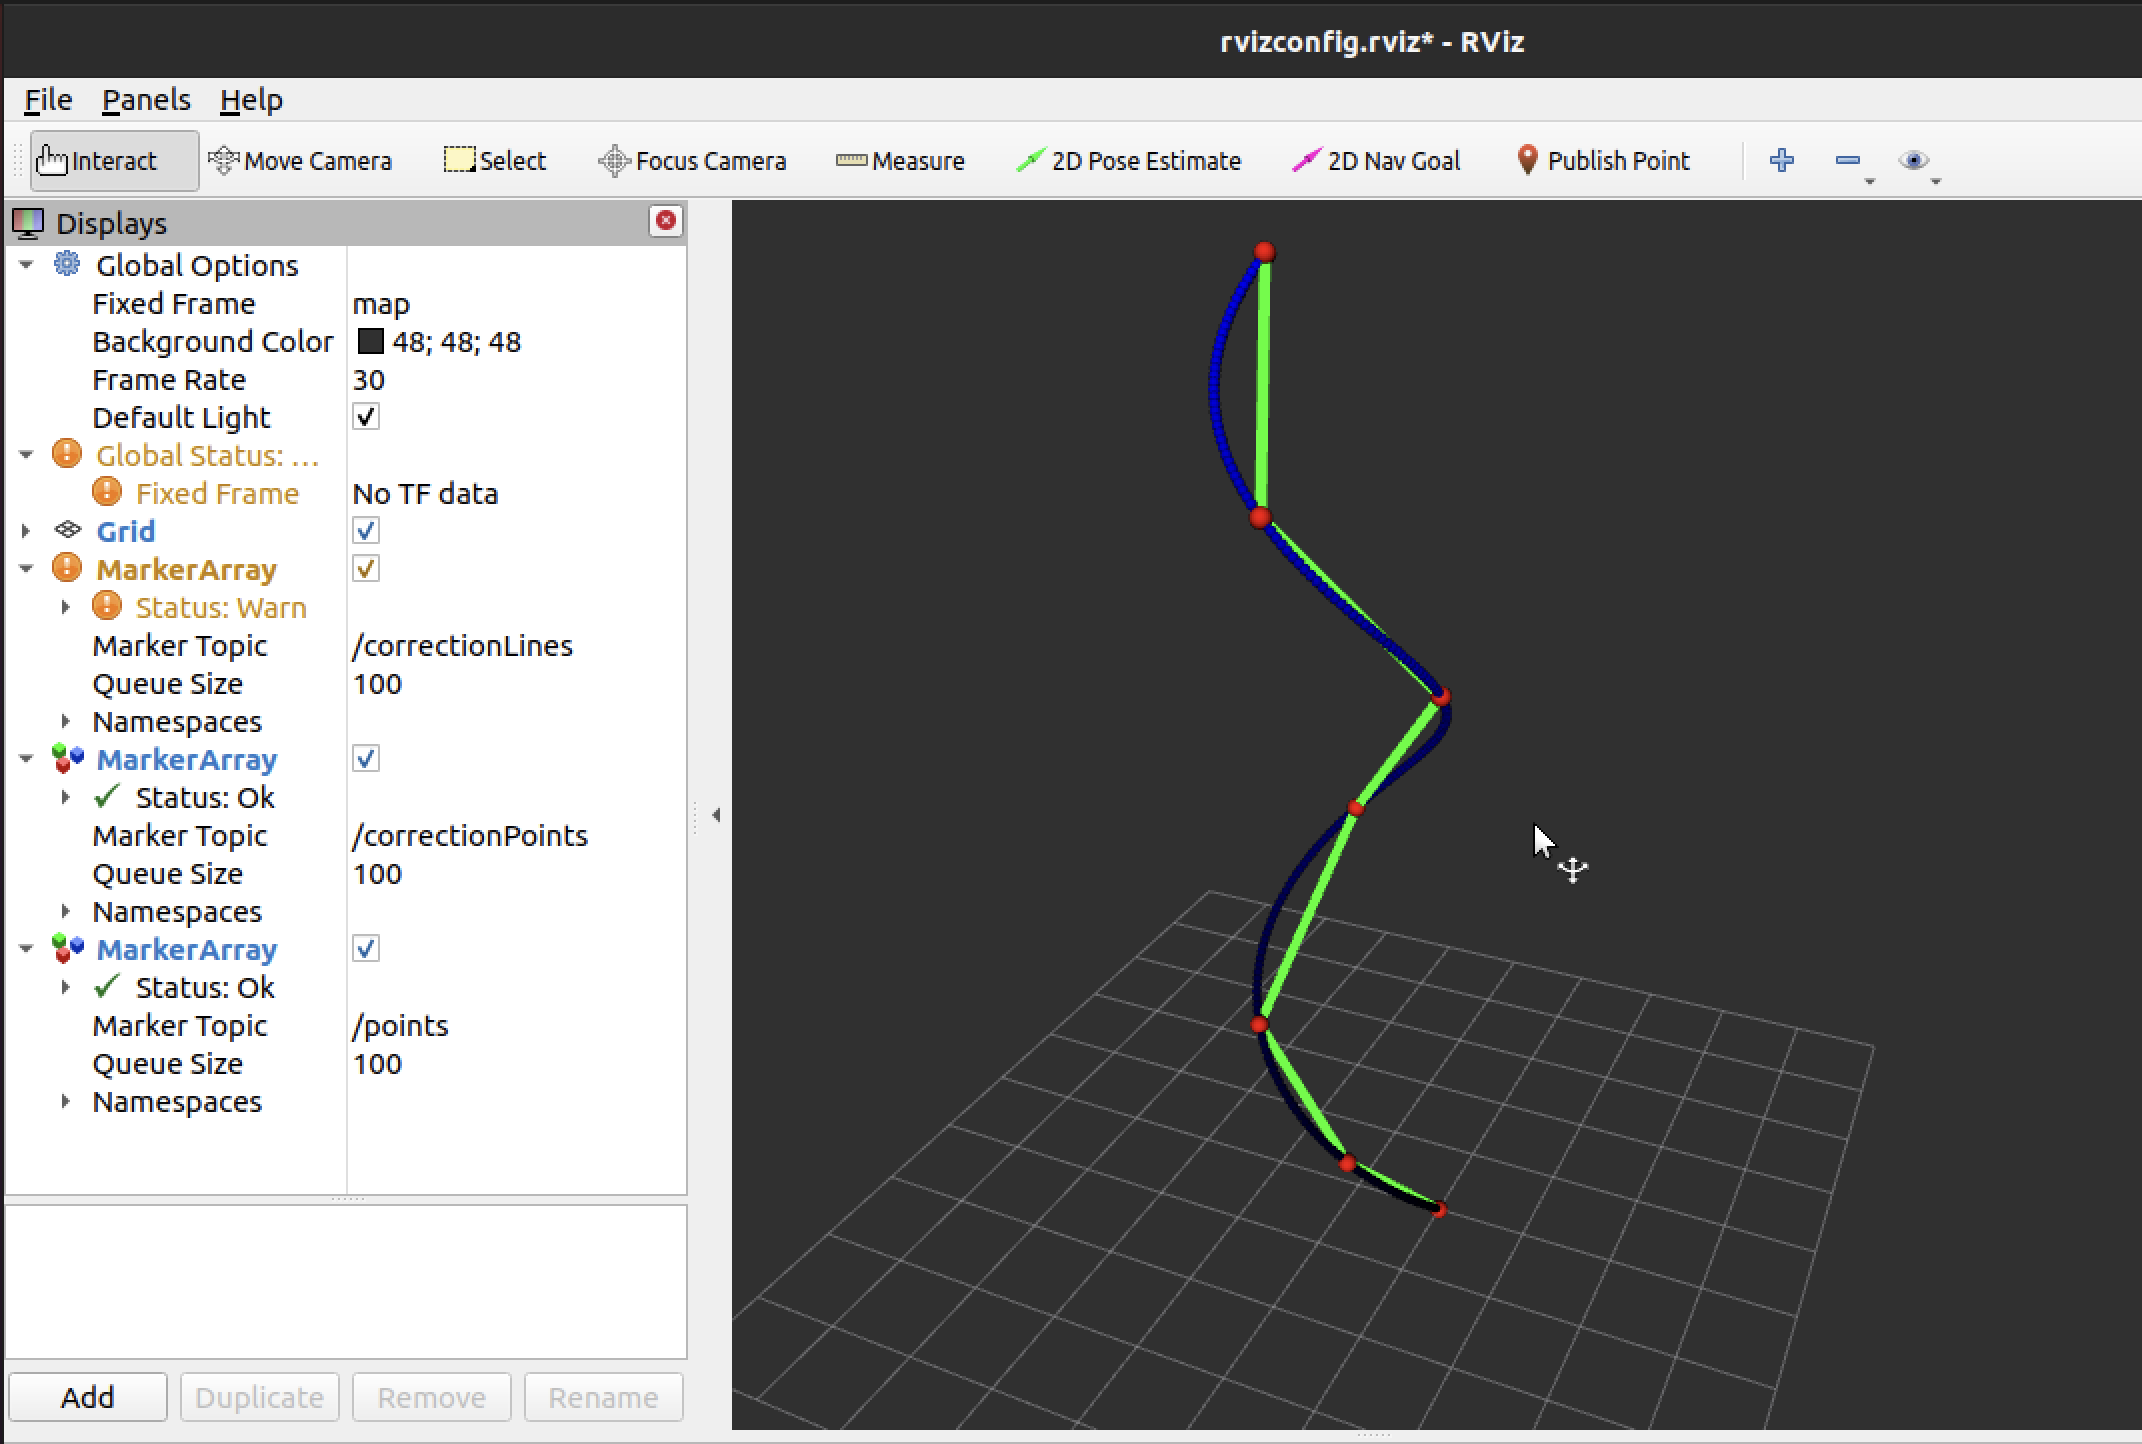 rvizconfig.rviz* - RViz
File Panels Help
Interact Move Camera Select Focus Camera Measure 2D Pose Estimate 2D Nav Goal Publish Point
Displays
Global Options
Fixed Frame map
Background Color 48; 48; 48
Frame Rate 30
Default Light
Global Status: ...
Fixed Frame No TF data
Grid
MarkerArray
Status: Warn
Marker Topic /correctionLines
Queue Size 100
Namespaces
MarkerArray
Status: Ok
Marker Topic /correctionPoints
Queue Size 100
Namespaces
MarkerArray
Status: Ok
Marker Topic /points
Queue Size 100
Namespaces
Add Duplicate Remove Rename